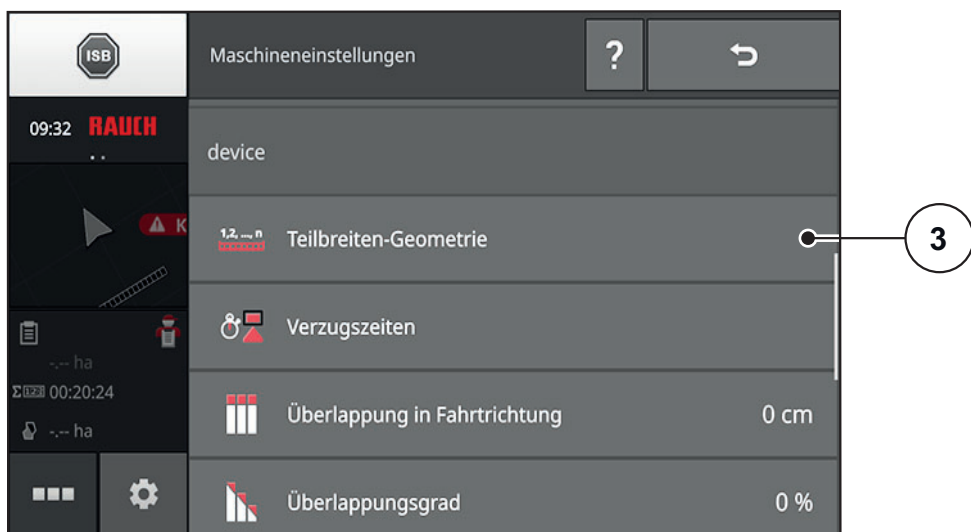 ISB
Maschineneinstellungen
?
09:32 RAUCH
device
K
1,2, ..., n Teilbreiten-Geometrie
3
Verzugszeiten
-.-- ha
Σ 123 00:20:24
Überlappung in Fahrtrichtung 0 cm
-.-- ha
Überlappungsgrad 0 %